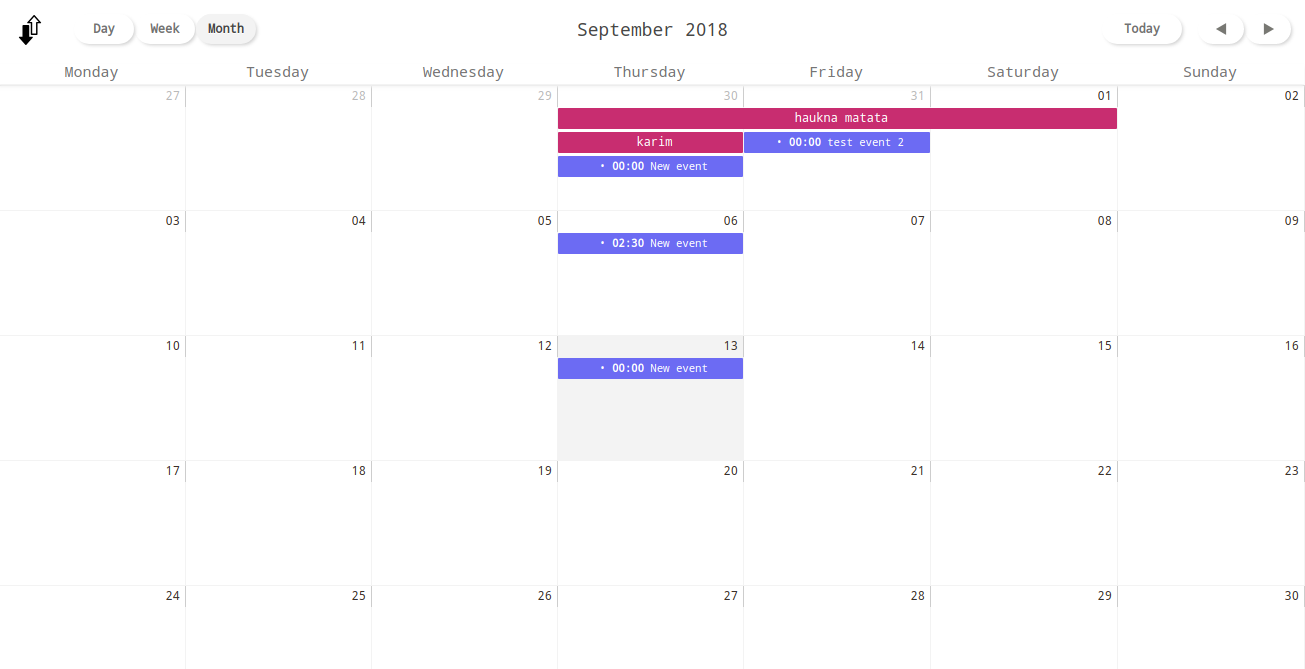 Day Week Month September 2018 Today ◀ ▶
Monday Tuesday Wednesday Thursday Friday Saturday Sunday
27 28 29 30 31 01 02
haukna matata
karim • 00:00 test event 2
• 00:00 New event
03 04 05 06 07 08 09
• 02:30 New event
10 11 12 13 14 15 16
• 00:00 New event
17 18 19 20 21 22 23
24 25 26 27 28 29 30